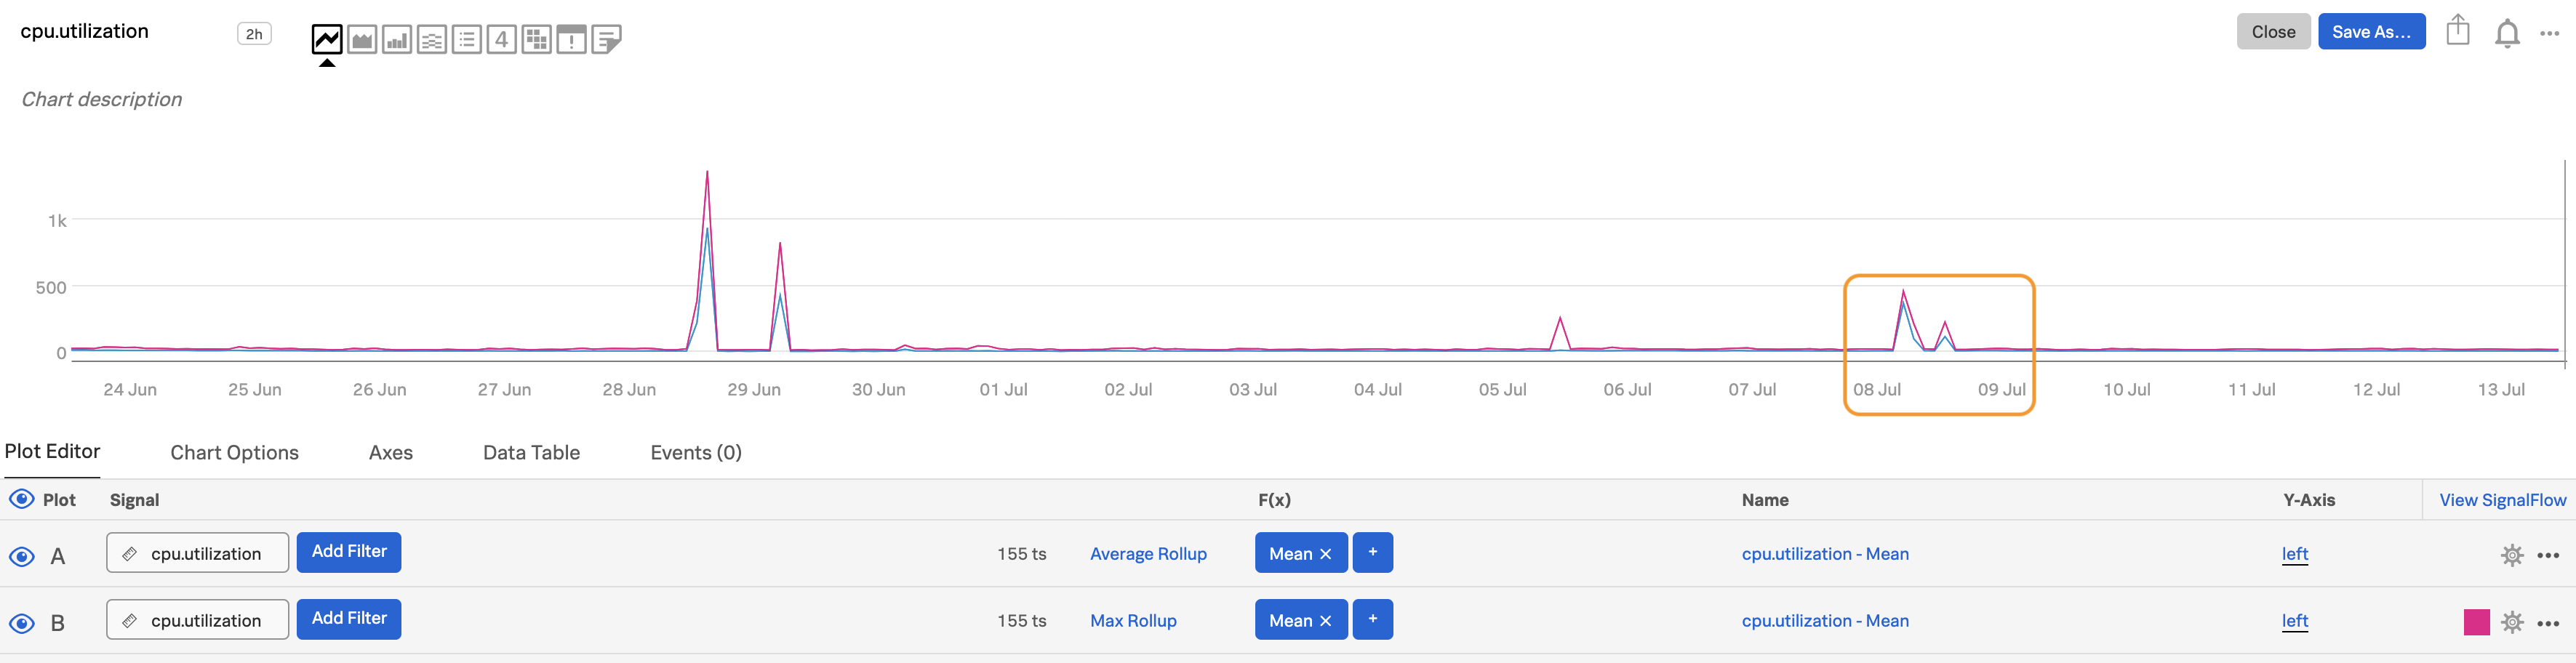 cpu.utilization 2h 4 Close Save As... ...
Chart description
1k
500
0
24 Jun 25 Jun 26 Jun 27 Jun 28 Jun 29 Jun 30 Jun 01 Jul 02 Jul 03 Jul 04 Jul 05 Jul 06 Jul 07 Jul 08 Jul 09 Jul 10 Jul 11 Jul 12 Jul 13 Jul
Plot Editor Chart Options Axes Data Table Events (0)
Plot Signal F(x) Name Y-Axis View SignalFlow
A cpu.utilization Add Filter 155 ts Average Rollup Mean × + cpu.utilization - Mean left ...
B cpu.utilization Add Filter 155 ts Max Rollup Mean × + cpu.utilization - Mean left ...